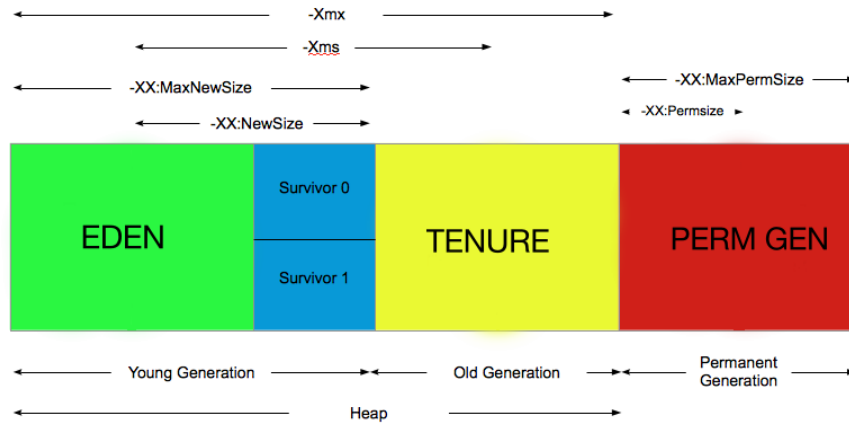 -Xmx
-Xms
-XX:MaxNewSize
-XX:MaxPermSize
-XX:NewSize
-XX:Permsize
EDEN
Survivor 0
Survivor 1
TENURE
PERM GEN
Young Generation
Old Generation
Permanent
Generation
Heap